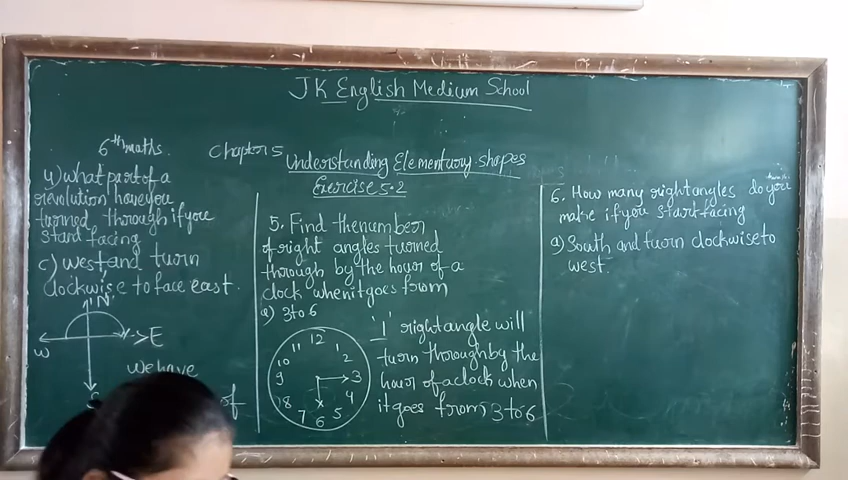 JK English Medium School
6th maths.
Chapter 5
Understanding Elementary shapes
Exercise 5.2
4) what part of a
revolution have you
turned through if you
start facing
c) west and turn
clockwise to face east.
N
W
E
S
we have
of
5. Find the number
of right angles turned
through by the hour of a
clock when it goes from
a) 3 to 6
12
11
1
10
2
9
3
8
4
7
6
5
'1' right angle will
turn through by the
hour of a clock when
it goes from 3 to 6
6. How many right angles do you
make if you start facing
a) South and turn clockwise to
west.